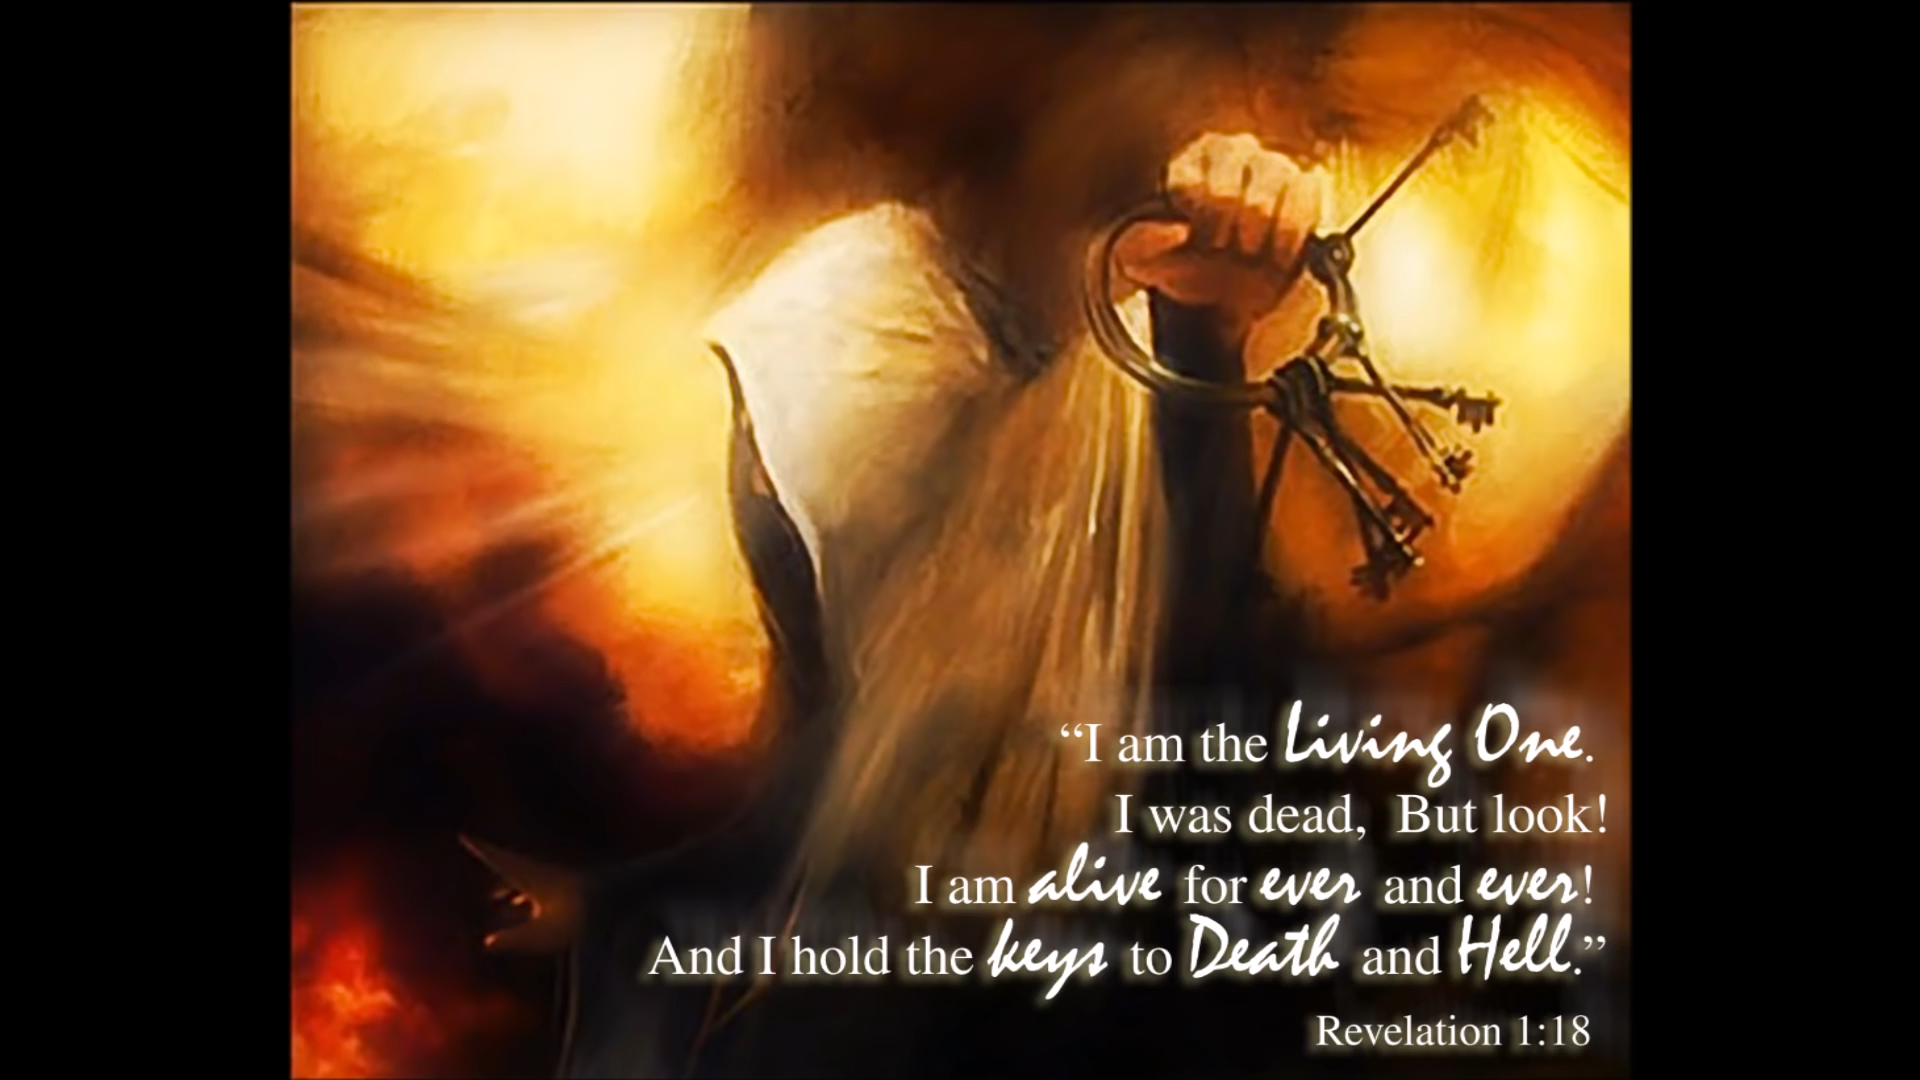 “I am the Living One.
I was dead, But look!
I am alive for ever and ever!
And I hold the keys to Death and Hell.”
Revelation 1:18